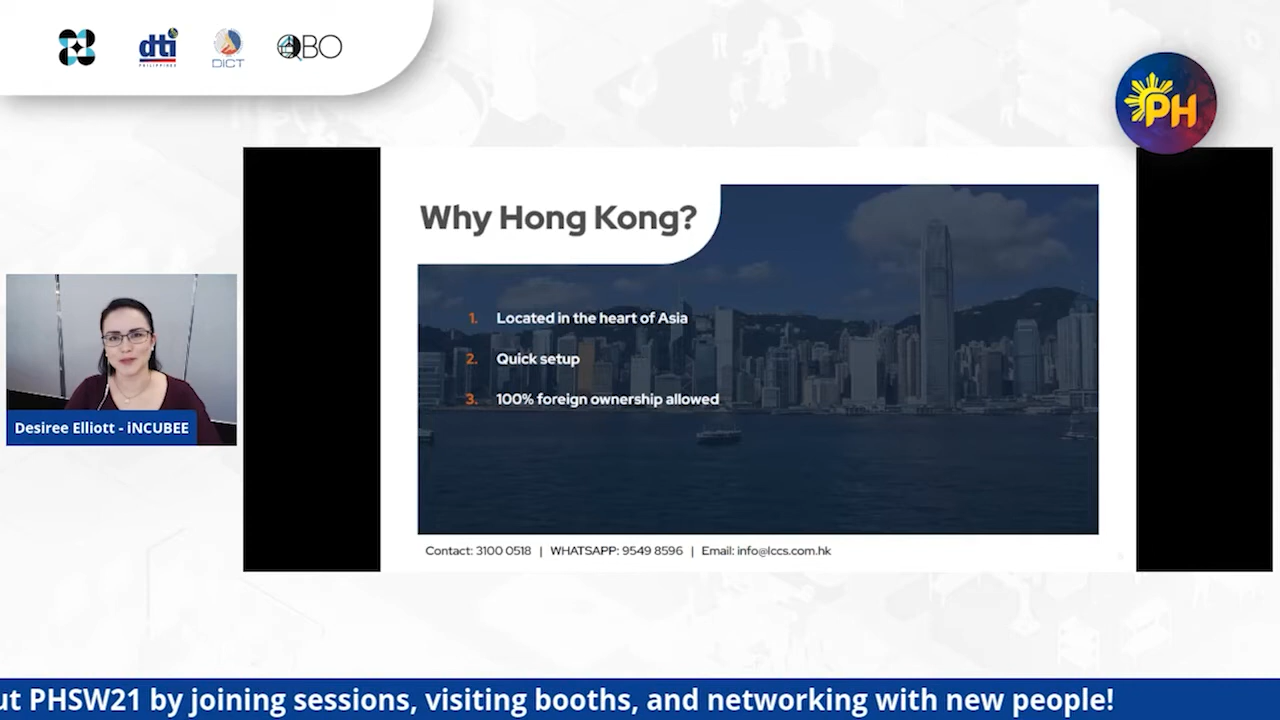 dti
PHILIPPINES
DICT
QBO
PH
Why Hong Kong?
1. Located in the heart of Asia
2. Quick setup
3. 100% foreign ownership allowed
Desiree Elliott - iNCUBEE
Contact: 3100 0518 | WHATSAPP: 9549 8596 | Email: info@lccs.com.hk
ut PHSW21 by joining sessions, visiting booths, and networking with new people!